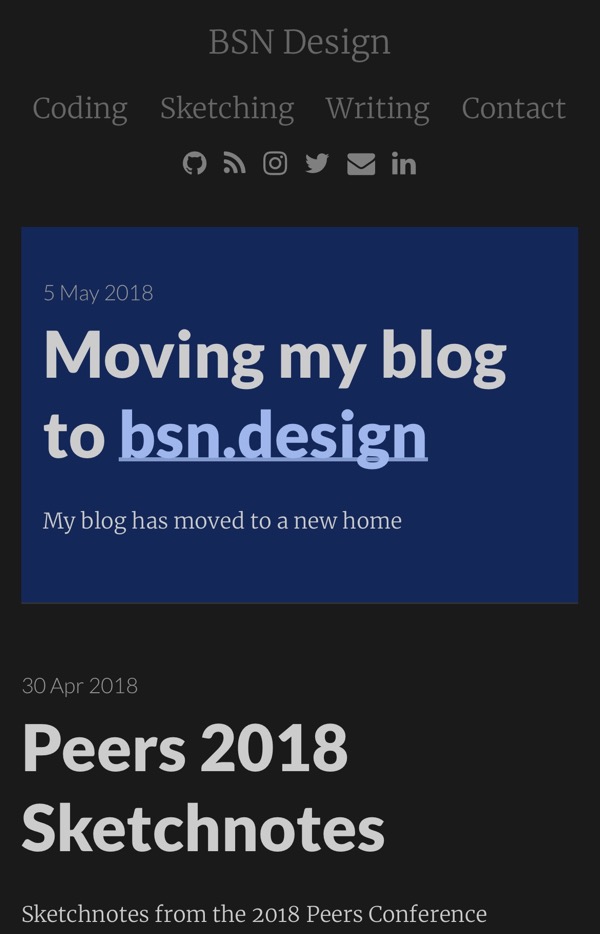 BSN Design
Coding Sketching Writing Contact
5 May 2018
Moving my blog
to bsn.design
My blog has moved to a new home
30 Apr 2018
Peers 2018
Sketchnotes
Sketchnotes from the 2018 Peers Conference